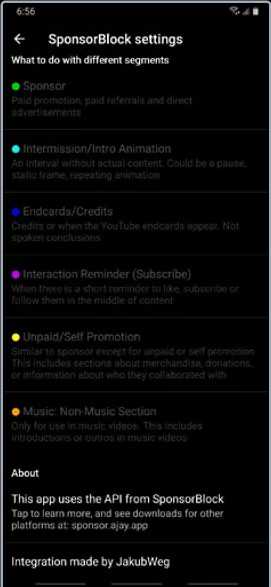 6:56
SponsorBlock settings
What to do with different segments
Sponsor
Paid promotion, paid referrals and direct
advertisements
Intermission/Intro Animation
An interval without actual content. Could be a pause,
static frame, repeating animation
Endcards/Credits
Credits or when the YouTube endcards appear. Not
spoken conclusions
Interaction Reminder (Subscribe)
When there is a short reminder to like, subscribe or
follow them in the middle of content
Unpaid/Self Promotion
Similar to sponsor except for unpaid or self promotion.
This includes sections about merchandise, donations,
or information about who they collaborated with
Music: Non-Music Section
Only for use in music videos. This includes
introductions or outros in music videos
About
This app uses the API from SponsorBlock
Tap to learn more, and see downloads for other
platforms at: sponsor.ajay.app
Integration made by JakubWeg